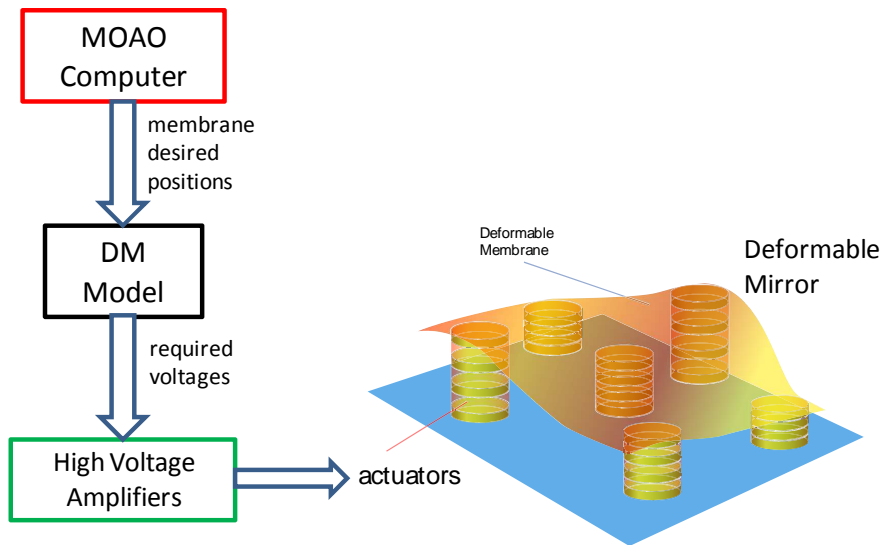 MOAO
Computer
membrane
desired
positions
DM
Model
required
voltages
High Voltage
Amplifiers
actuators
Deformable
Membrane
Deformable
Mirror